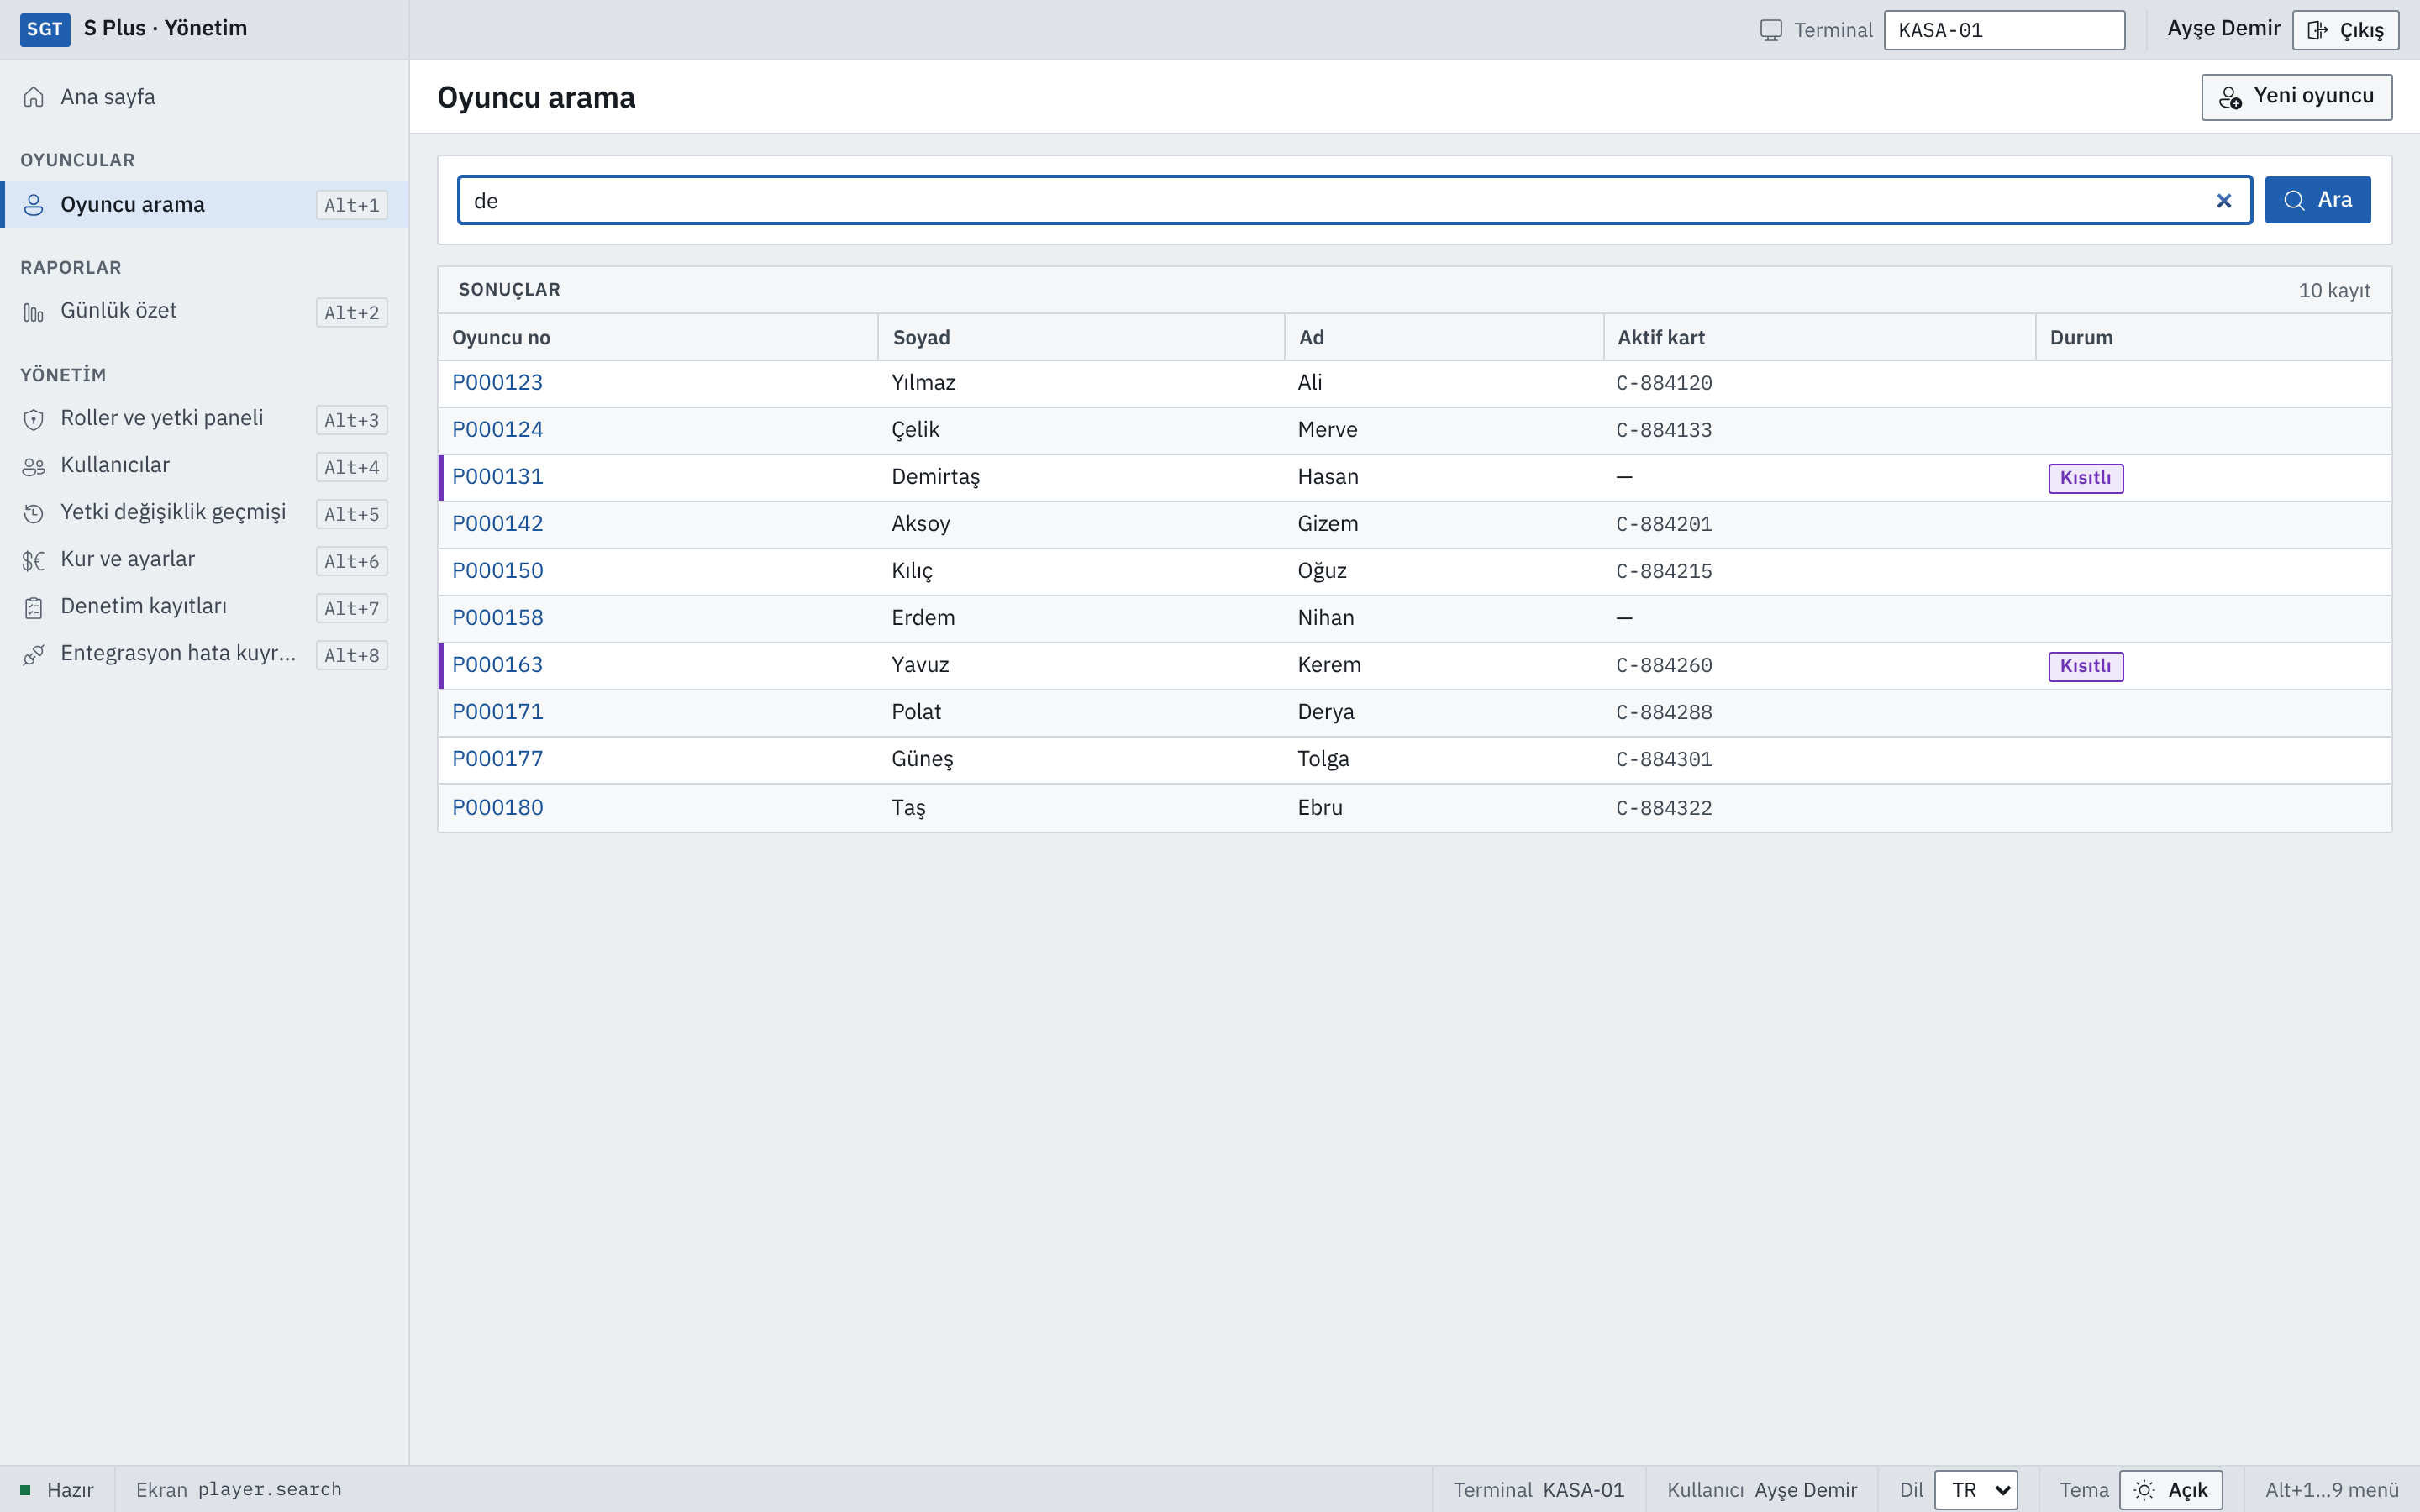 SGT S Plus · Yönetim
Terminal KASA-01 Ayşe Demir Çıkış
Ana sayfa
OYUNCULAR
Oyuncu arama Alt+1
RAPORLAR
Günlük özet Alt+2
YÖNETİM
Roller ve yetki paneli Alt+3
Kullanıcılar Alt+4
Yetki değişiklik geçmişi Alt+5
$€ Kur ve ayarlar Alt+6
Denetim kayıtları Alt+7
Entegrasyon hata kuyr... Alt+8
Oyuncu arama Yeni oyuncu
de Ara
SONUÇLAR 10 kayıt
Oyuncu no Soyad Ad Aktif kart Durum
P000123 Yılmaz Ali C-884120
P000124 Çelik Merve C-884133
P000131 Demirtaş Hasan — Kısıtlı
P000142 Aksoy Gizem C-884201
P000150 Kılıç Oğuz C-884215
P000158 Erdem Nihan —
P000163 Yavuz Kerem C-884260 Kısıtlı
P000171 Polat Derya C-884288
P000177 Güneş Tolga C-884301
P000180 Taş Ebru C-884322
Hazır Ekran player.search Terminal KASA-01 Kullanıcı Ayşe Demir Dil TR Tema Açık Alt+1...9 menü